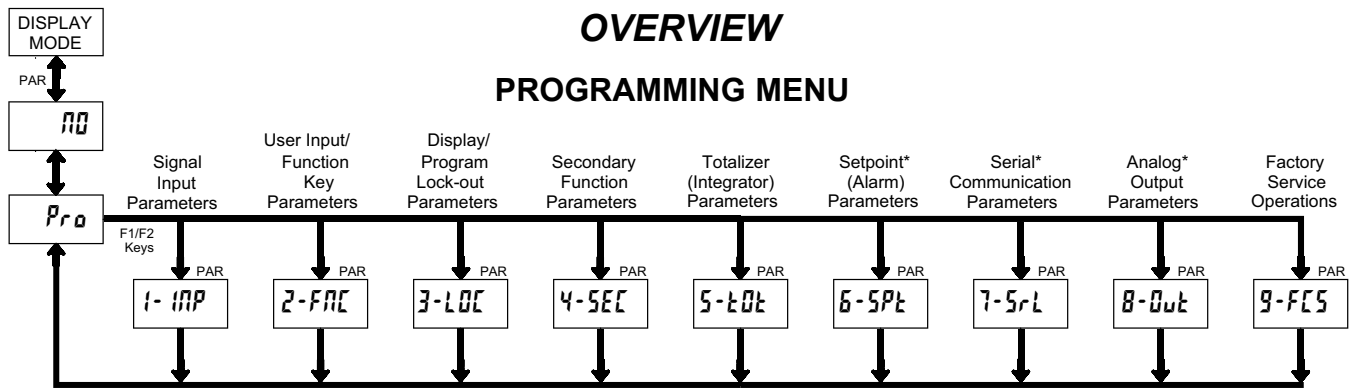 OVERVIEW
PROGRAMMING MENU
DISPLAY
MODE
PAR
NO
Pro
F1/F2
Keys
Signal
Input
Parameters
User Input/
Function
Key
Parameters
Display/
Program
Lock-out
Parameters
Secondary
Function
Parameters
Totalizer
(Integrator)
Parameters
Setpoint*
(Alarm)
Parameters
Serial*
Communication
Parameters
Analog*
Output
Parameters
Factory
Service
Operations
PAR
PAR
PAR
PAR
PAR
PAR
PAR
PAR
PAR
1-INP
2-FNC
3-LOC
4-SEC
5-tOt
6-SPt
7-SrL
8-Out
9-FCS